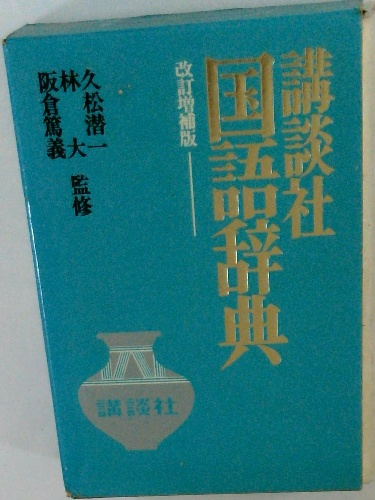 講談社
国語辞典
改訂増補版
久松潜一
林 大 監修
阪倉篤義
講談社